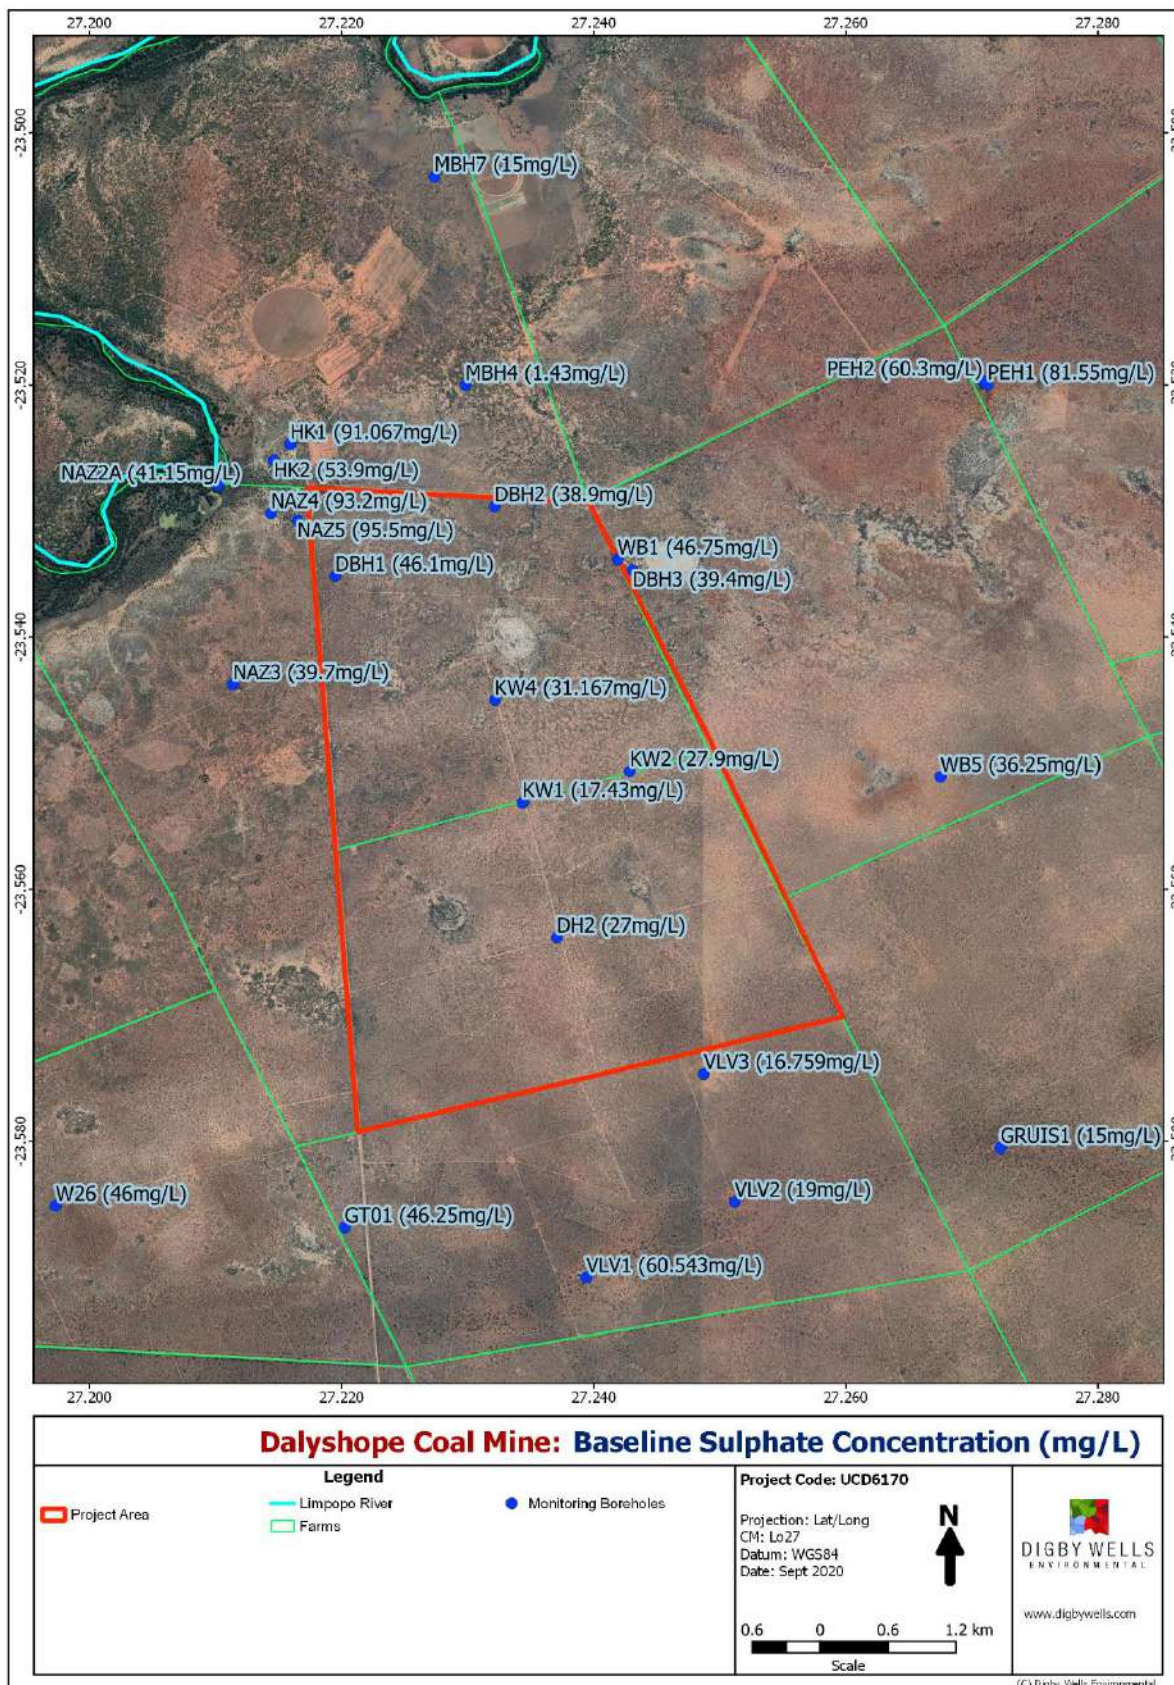 27.200 27.220 27.240 27.260 27.280
-23.500
MBH7 (15mg/L)
-23.520
MBH4 (1.43mg/L)
PEH2 (60.3mg/L)
PEH1 (81.55mg/L)
HK1 (91.067mg/L)
HK2 (53.9mg/L)
NAZ2A (41.15mg/L)
NAZ4 (93.2mg/L)
DBH2 (38.9mg/L)
NAZ5 (95.5mg/L)
WB1 (46.75mg/L)
DBH1 (46.1mg/L)
DBH3 (39.4mg/L)
-23.540
NAZ3 (39.7mg/L)
KW4 (31.167mg/L)
KW2 (27.9mg/L)
WB5 (36.25mg/L)
KW1 (17.43mg/L)
-23.560
DH2 (27mg/L)
VLV3 (16.759mg/L)
-23.580
GRUIS1 (15mg/L)
W26 (46mg/L)
VLV2 (19mg/L)
GT01 (46.25mg/L)
VLV1 (60.543mg/L)
27.200 27.220 27.240 27.260 27.280
Dalyshope Coal Mine: Baseline Sulphate Concentration (mg/L)
Legend
Project Area
Limpopo River
Farms
Monitoring Boreholes
Project Code: UCD6170
Projection: Lat/Long
CM: Lo27
Datum: WGS84
Date: Sept 2020
N
0.6 0 0.6 1.2 km
Scale
DIGBY WELLS
ENVIRONMENTAL
www.digbywells.com
(C) Digby Wells Environmental